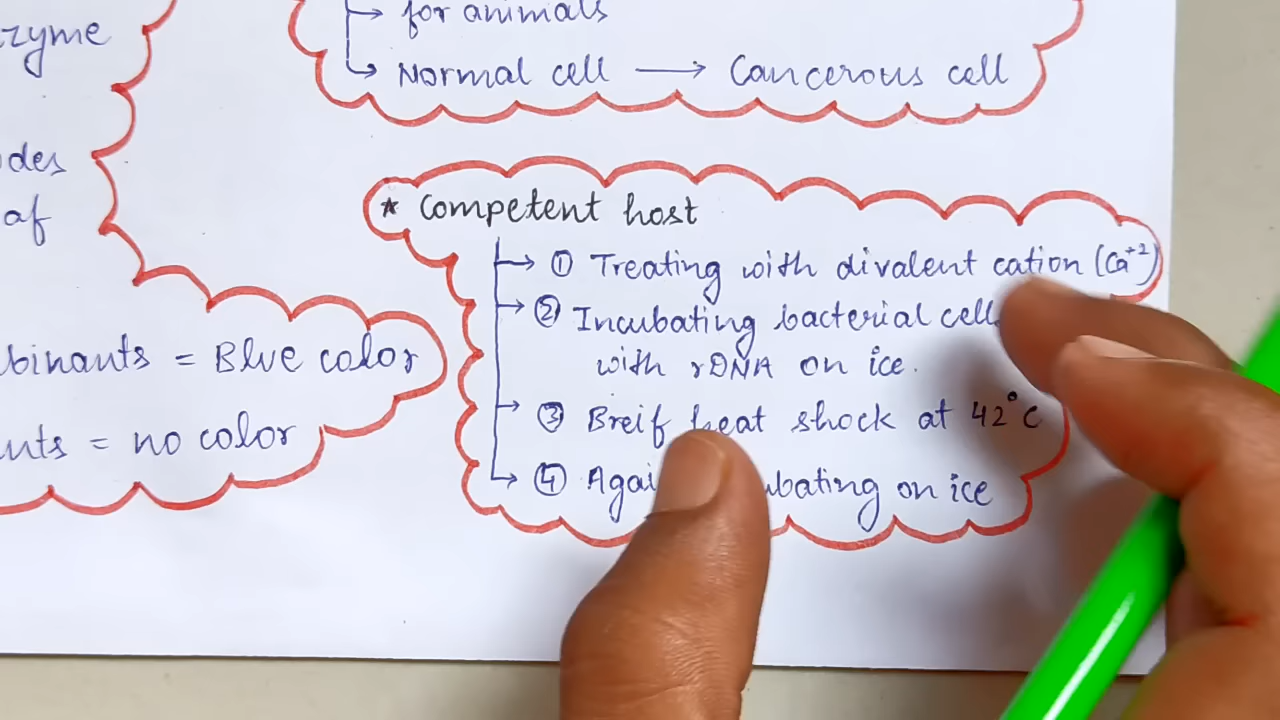 for animals
Normal cell → Cancerous cell
zyme
odes
af
binants = Blue color
nts = no color
* Competent host
① Treating with divalent cation (Ca+2)
② Incubating bacterial cell
with rDNA on ice.
③ Breif heat shock at 42°C
④ Agai ubating on ice